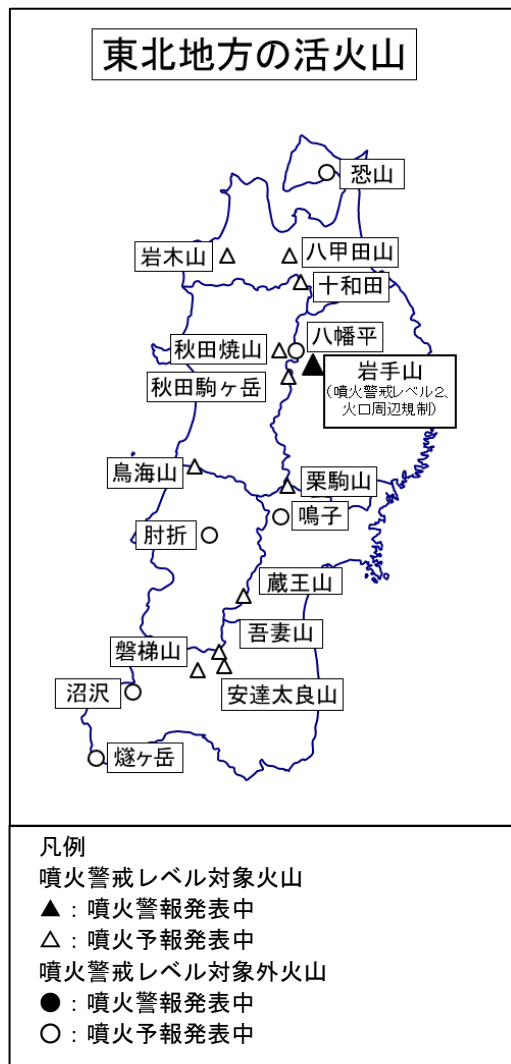 東北地方の活火山
恐山
岩木山
八甲田山
十和田
八幡平
秋田焼山
岩手山
(噴火警戒レベル2、
火口周辺規制)
秋田駒ヶ岳
鳥海山
栗駒山
鳴子
肘折
蔵王山
吾妻山
磐梯山
安達太良山
沼沢
燧ヶ岳
凡例
噴火警戒レベル対象火山
▲：噴火警報発表中
△：噴火予報発表中
噴火警戒レベル対象外火山
●：噴火警報発表中
○：噴火予報発表中